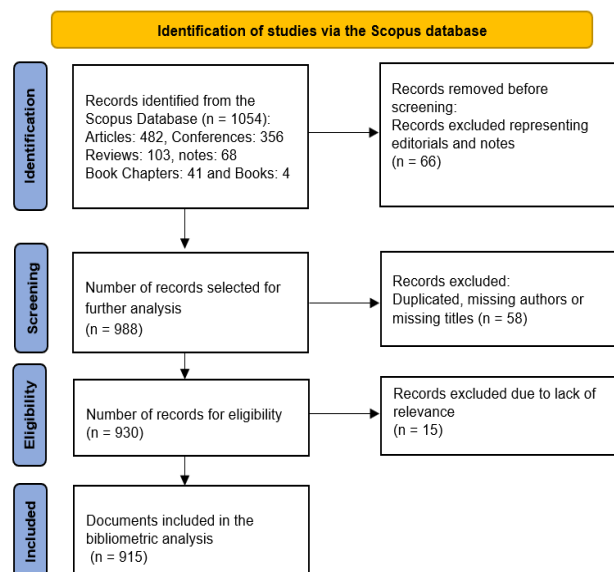 Identification of studies via the Scopus database
Identification
Records identified from the
Scopus Database (n = 1054):
Articles: 482, Conferences: 356
Reviews: 103, notes: 68
Book Chapters: 41 and Books: 4
Records removed before
screening:
Records excluded representing
editorials and notes
(n = 66)
Screening
Number of records selected for
further analysis
(n = 988)
Records excluded:
Duplicated, missing authors or
missing titles (n = 58)
Eligibility
Number of records for eligibility
(n = 930)
Records excluded due to lack of
relevance
(n = 15)
Included
Documents included in the
bibliometric analysis
(n = 915)